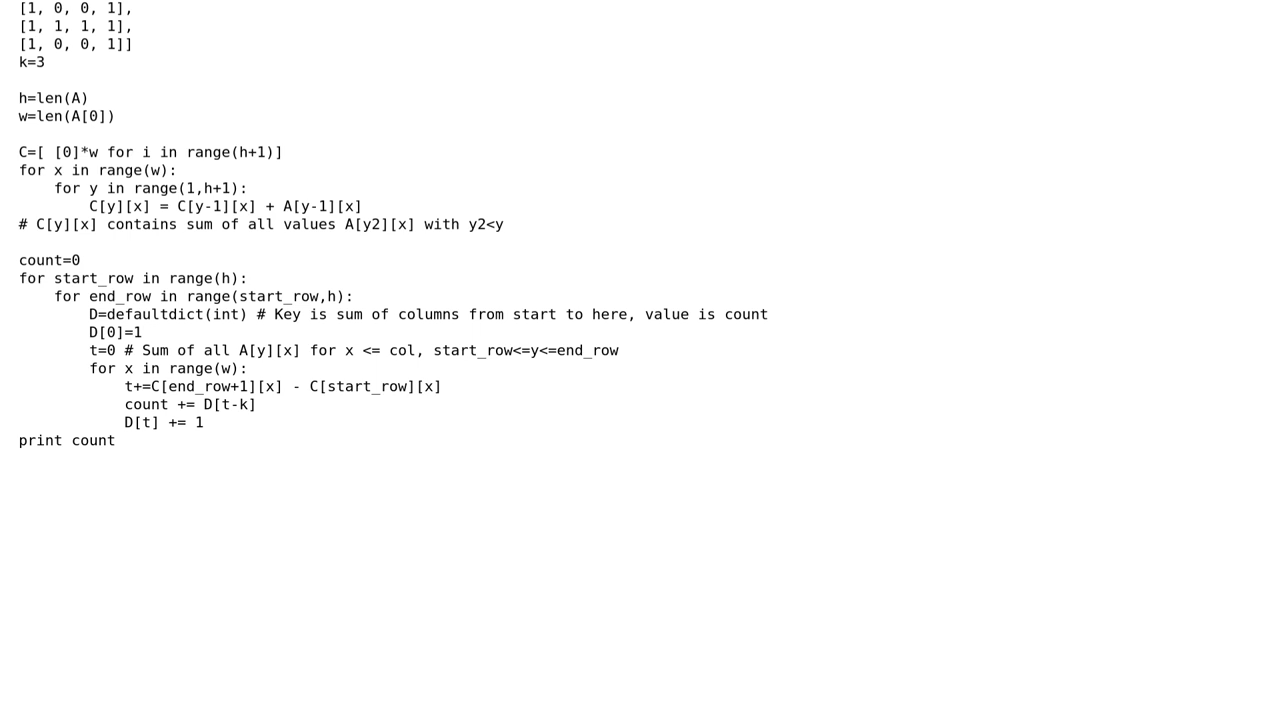 [1, 0, 0, 1],
[1, 1, 1, 1],
[1, 0, 0, 1]]
k=3

h=len(A)
w=len(A[0])

C=[ [0]*w for i in range(h+1)]
for x in range(w):
    for y in range(1,h+1):
        C[y][x] = C[y-1][x] + A[y-1][x]
# C[y][x] contains sum of all values A[y2][x] with y2<y

count=0
for start_row in range(h):
    for end_row in range(start_row,h):
        D=defaultdict(int) # Key is sum of columns from start to here, value is count
        D[0]=1
        t=0 # Sum of all A[y][x] for x <= col, start_row<=y<=end_row
        for x in range(w):
            t+=C[end_row+1][x] - C[start_row][x]
            count += D[t-k]
            D[t] += 1
print count